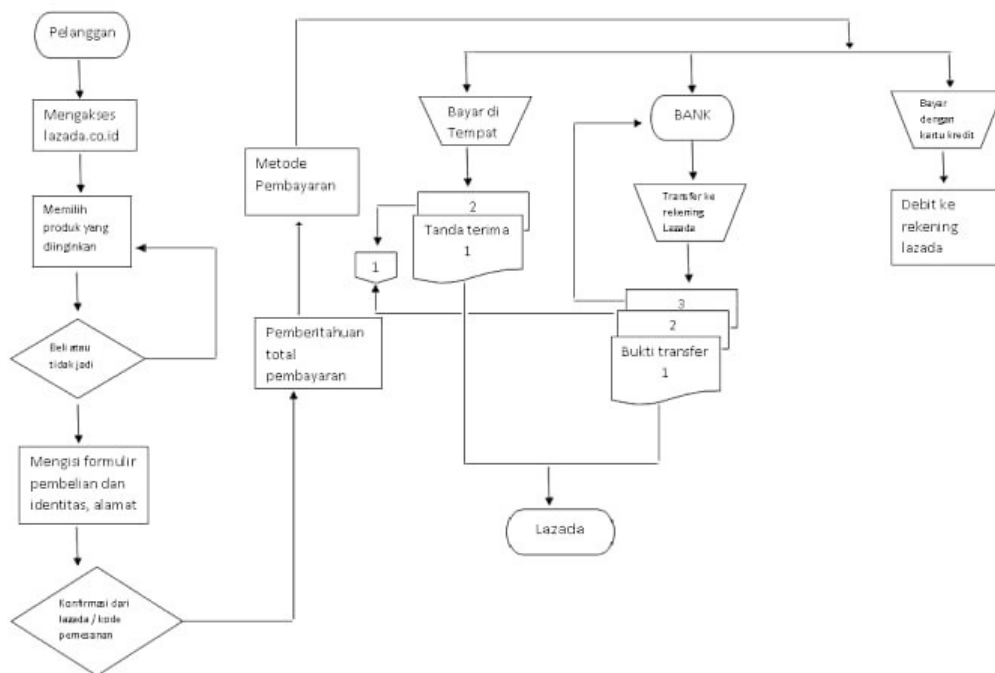 Pelanggan
Mengakses
lazada.co.id
Memilih
produk yang
diinginkan
Beli atau
tidak jadi
Mengisi formulir
pembelian dan
identitas, alamat
Konfirmasi dari
lazada / kode
pemesanan
Pemberitahuan
total
pembayaran
Metode
Pembayaran
Bayar di
Tempat
2
Tanda terima
1
1
BANK
Transfer ke
rekening
Lazada
3
2
Bukti transfer
1
Lazada
Bayar
dengan
kartu kredit
Debit ke
rekening
lazada